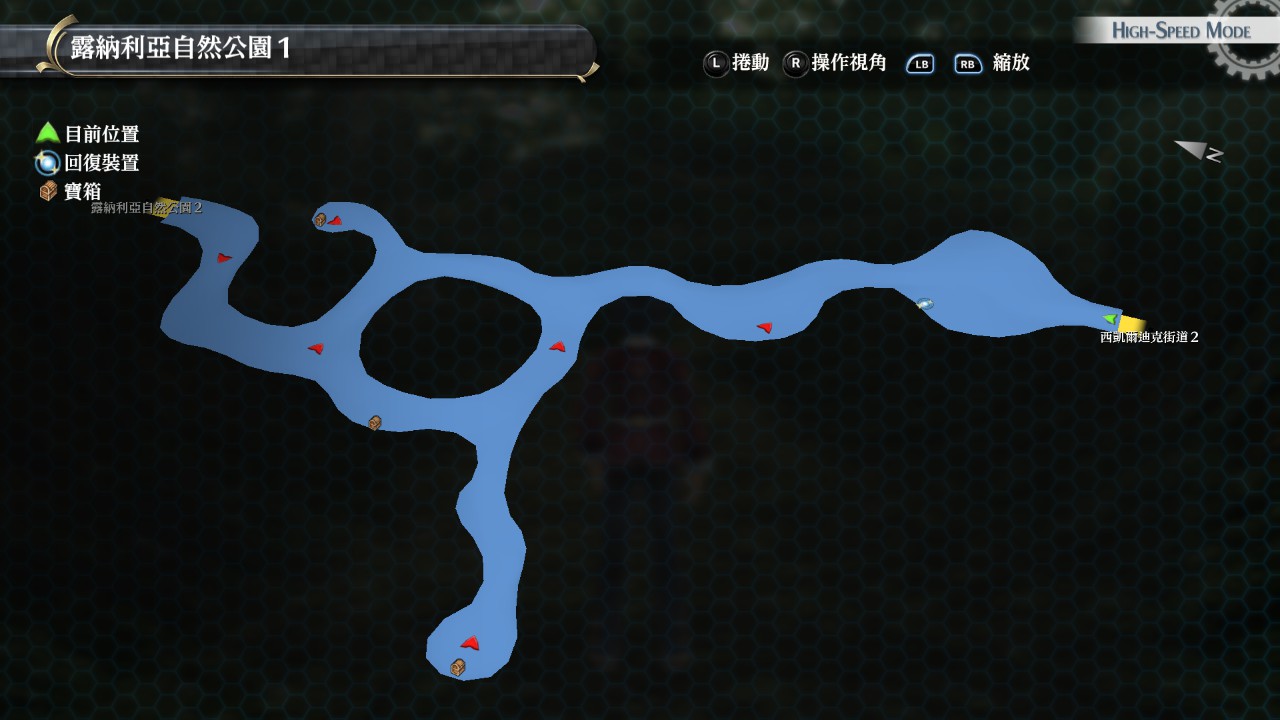 露納利亞自然公園1
HIGH-SPEED MODE
L 捲動 R 操作視角 LB RB 縮放
目前位置
回復裝置
寶箱
露納利亞自然公園2
N
西凱爾迪克街道2